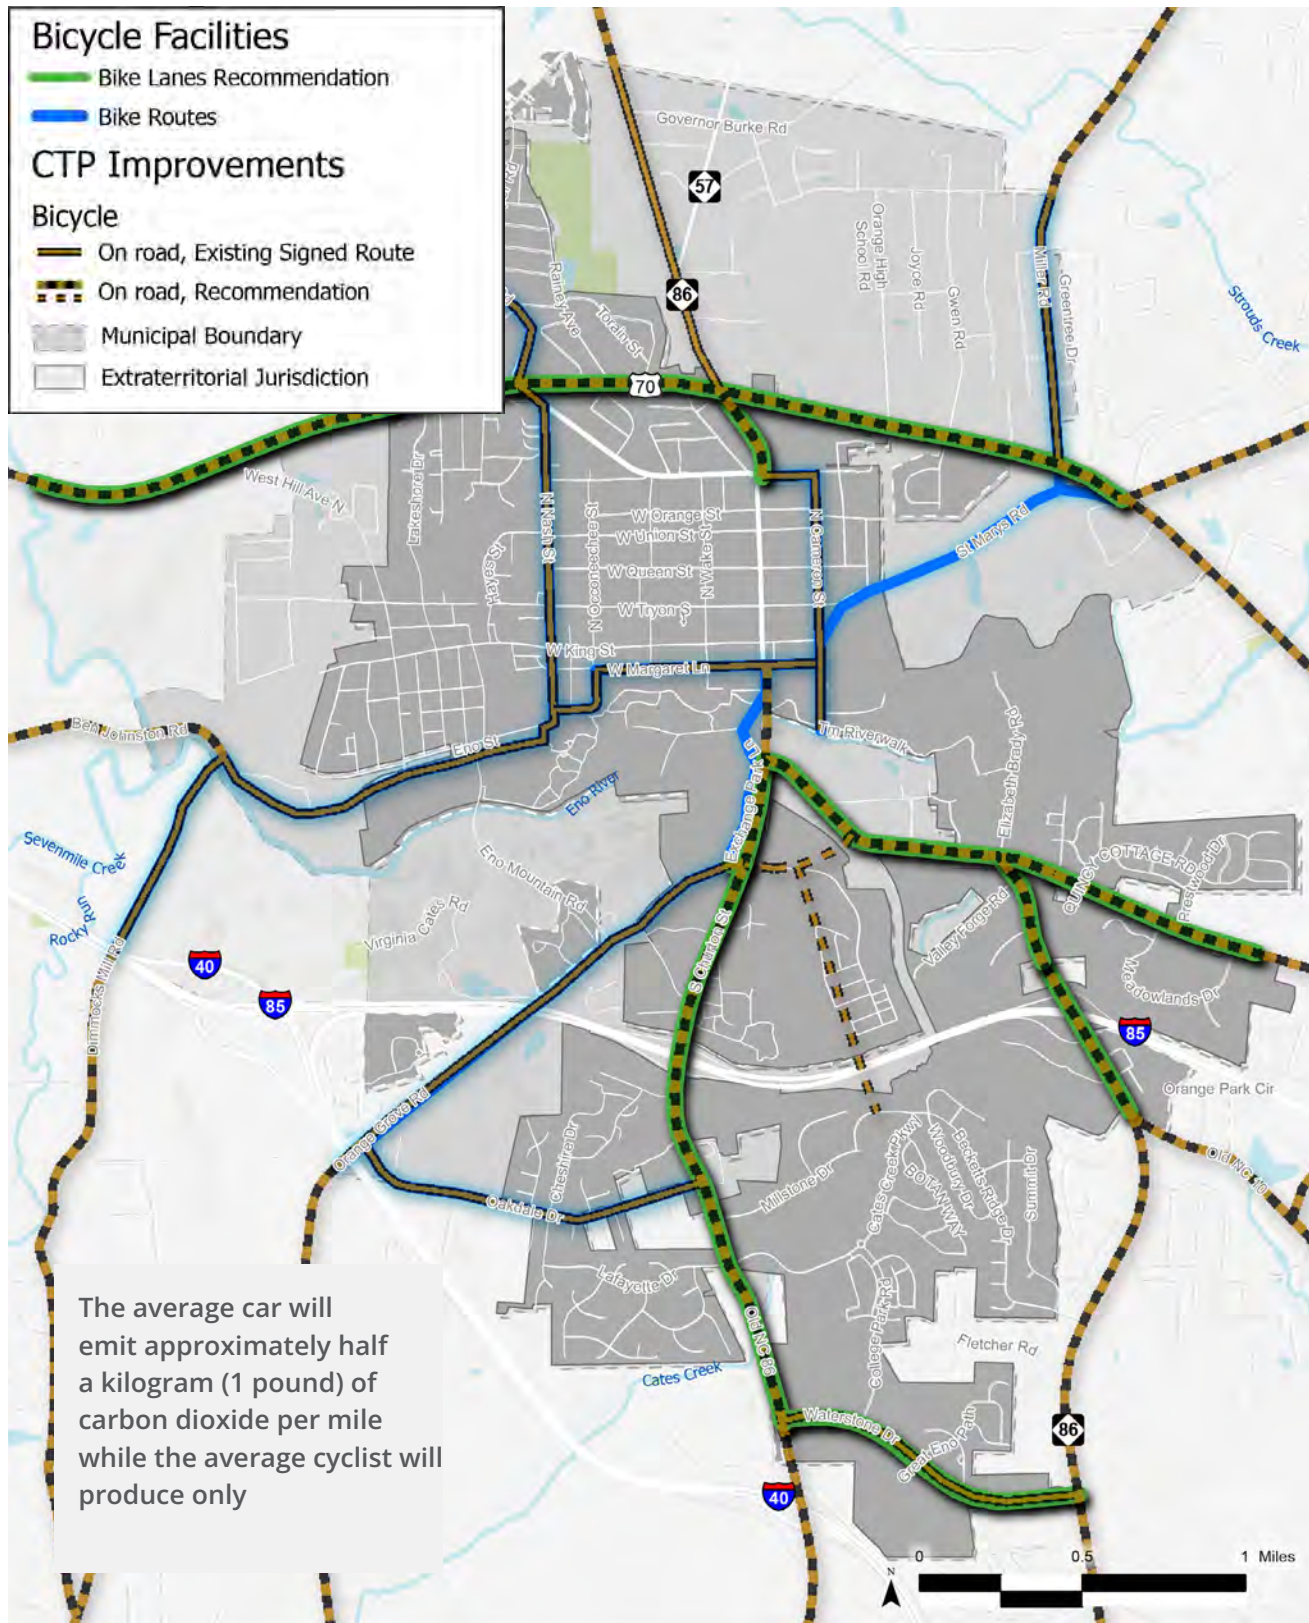 Bicycle Facilities
Bike Lanes Recommendation
Bike Routes
CTP Improvements
Bicycle
On road, Existing Signed Route
On road, Recommendation
Municipal Boundary
Extraterritorial Jurisdiction
Governor Burke Rd
57
86
Orange High
School Rd
Joyce Rd
Gwen Rd
Miller Rd
Greentree Dr
Strouds Creek
Rainey Ave
Torain St
70
West Hill Ave N
Lakeshore Dr
Hayes St
N Nash St
N Occoneechee St
W Orange St
W Union St
N Wake St
W Queen St
W Tryon S
N Cameron St
St Marys Rd
W King St
W Margaret Ln
Ben Johnston Rd
Eno St
Tm Riverwalk
Exchange Park Ln
Elizabeth Brady Rd
Eno River
Sevenmile Creek
Rocky Run
Eno Mountain Rd
Virginia Cates Rd
QUINCY COTTAGE RD
Prestwood Dr
Valley Forge Rd
Meadowlands Dr
S Churton St
Dimmocks Mill Rd
40
85
85
Orange Park Cir
Orange Grove Rd
Cheshire Dr
Oakdale Dr
Millstone Dr
Cates Creek Pkwy
Becketts Ridge Dr
Woodbury Dr
BOTAN WAY
Summit Dr
Old NC 10
Lafayette Dr
Old NC 86
College Park Rd
Fletcher Rd
Cates Creek
Waterstone Dr
Great Eno Path
86
40
The average car will
emit approximately half
a kilogram (1 pound) of
carbon dioxide per mile
while the average cyclist will
produce only
N
0 0.5 1 Miles